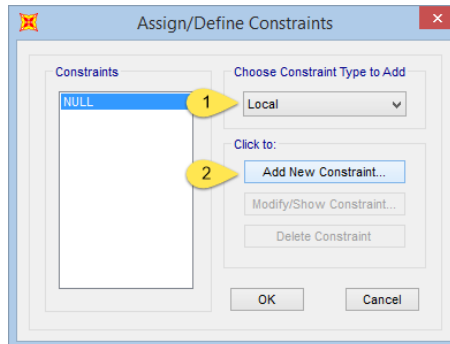 Assign/Define Constraints
x
Constraints
NULL
Choose Constraint Type to Add
1
Local
Click to:
2
Add New Constraint...
Modify/Show Constraint...
Delete Constraint
OK
Cancel